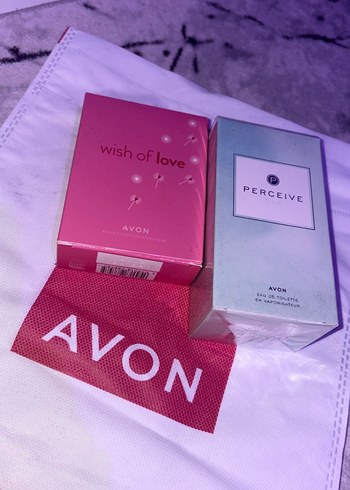 wish of love
AVON
P
PERCEIVE
AVON
EAU DE TOILETTE
EN VAPORISATEUR
AVON